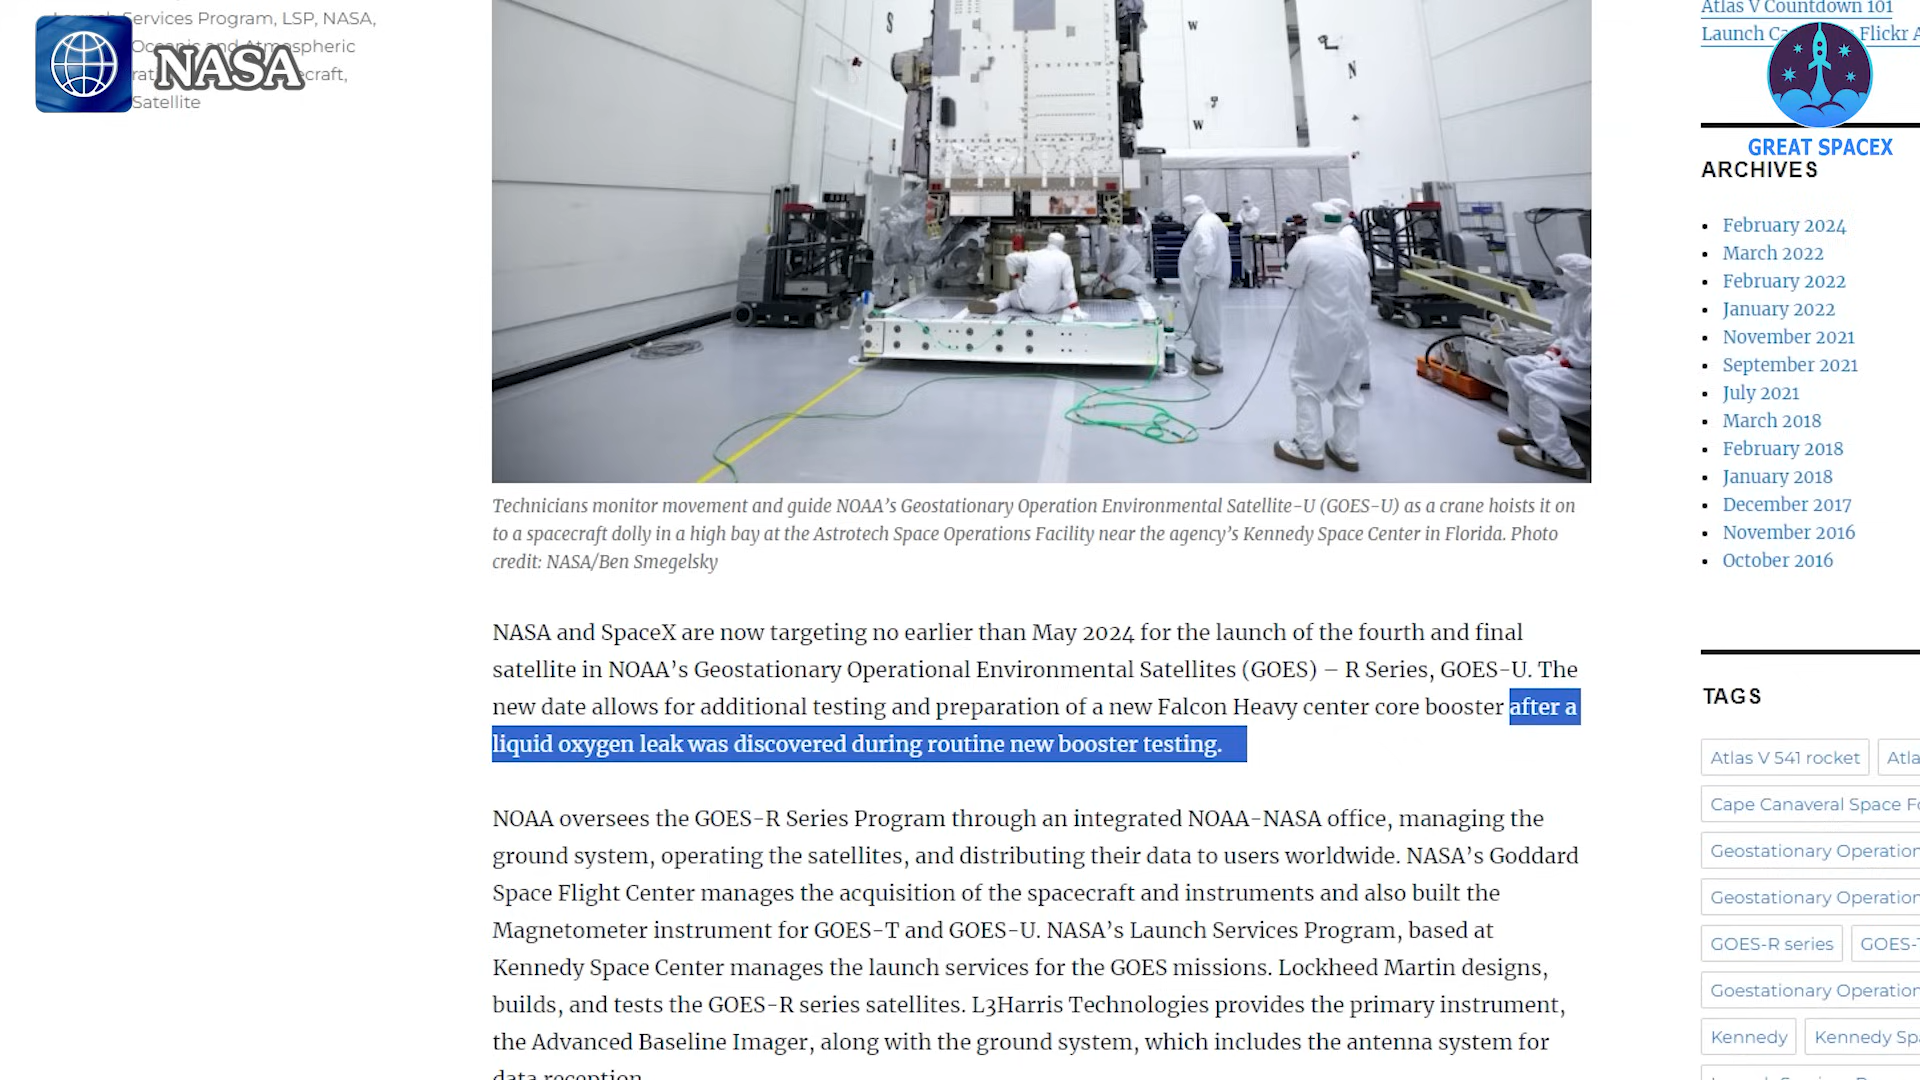 Launch Services Program, LSP, NASA,
Oceanic and Atmospheric
Satellite
NASA
S
W
W
N
Atlas V Countdown 101
Flickr
GREAT SPACEX
ARCHIVES
February 2024
March 2022
February 2022
January 2022
November 2021
September 2021
July 2021
March 2018
February 2018
January 2018
December 2017
November 2016
October 2016
Technicians monitor movement and guide NOAA’s Geostationary Operation Environmental Satellite-U (GOES-U) as a crane hoists it on
to a spacecraft dolly in a high bay at the Astrotech Space Operations Facility near the agency’s Kennedy Space Center in Florida. Photo
credit: NASA/Ben Smegelsky
NASA and SpaceX are now targeting no earlier than May 2024 for the launch of the fourth and final
satellite in NOAA’s Geostationary Operational Environmental Satellites (GOES) – R Series, GOES-U. The
new date allows for additional testing and preparation of a new Falcon Heavy center core booster after a
liquid oxygen leak was discovered during routine new booster testing.
NOAA oversees the GOES-R Series Program through an integrated NOAA-NASA office, managing the
ground system, operating the satellites, and distributing their data to users worldwide. NASA’s Goddard
Space Flight Center manages the acquisition of the spacecraft and instruments and also built the
Magnetometer instrument for GOES-T and GOES-U. NASA’s Launch Services Program, based at
Kennedy Space Center manages the launch services for the GOES missions. Lockheed Martin designs,
builds, and tests the GOES-R series satellites. L3Harris Technologies provides the primary instrument,
the Advanced Baseline Imager, along with the ground system, which includes the antenna system for
data reception.
TAGS
Atlas V 541 rocket
Cape Canaveral Space
Geostationary
Geostationary
GOES-R series
Goestationary
Kennedy Kennedy